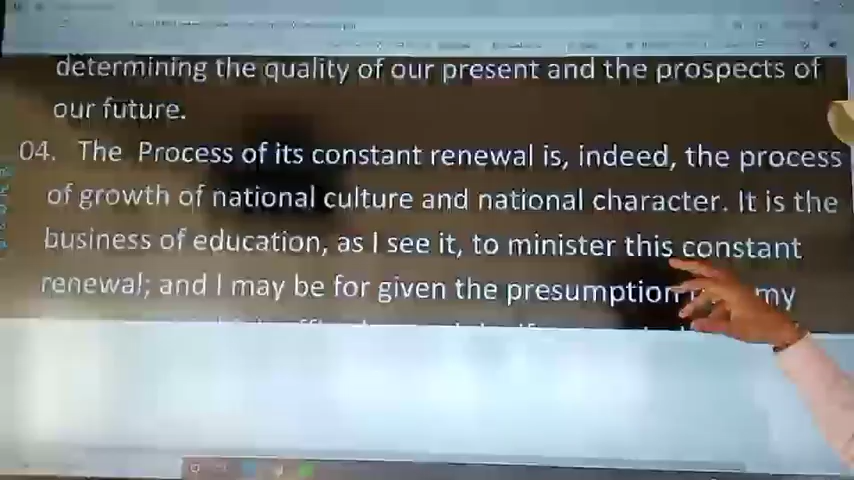 determining the quality of our present and the prospects of
our future.
04. The Process of its constant renewal is, indeed, the process
of growth of national culture and national character. It is the
business of education, as I see it, to minister this constant
renewal; and I may be for given the presumption my